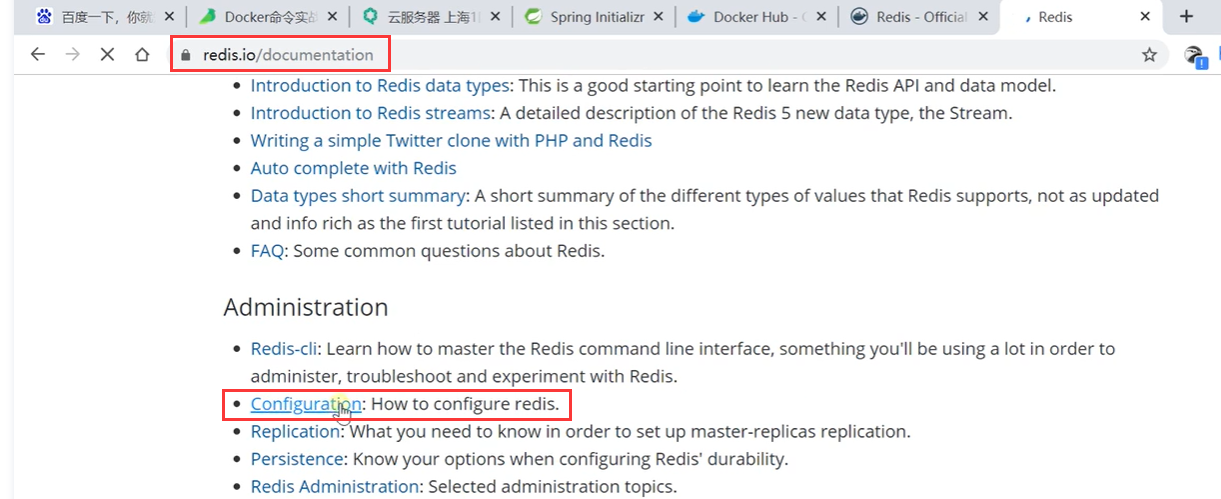 百度一下，你就
Docker命令实
云服务器 上海1
Spring Initializr
Docker Hub -
Redis - Official
Redis
redis.io/documentation
Introduction to Redis data types: This is a good starting point to learn the Redis API and data model.
Introduction to Redis streams: A detailed description of the Redis 5 new data type, the Stream.
Writing a simple Twitter clone with PHP and Redis
Auto complete with Redis
Data types short summary: A short summary of the different types of values that Redis supports, not as updated
and info rich as the first tutorial listed in this section.
FAQ: Some common questions about Redis.
Administration
Redis-cli: Learn how to master the Redis command line interface, something you'll be using a lot in order to
administer, troubleshoot and experiment with Redis.
Configuration: How to configure redis.
Replication: What you need to know in order to set up master-replicas replication.
Persistence: Know your options when configuring Redis' durability.
Redis Administration: Selected administration topics.